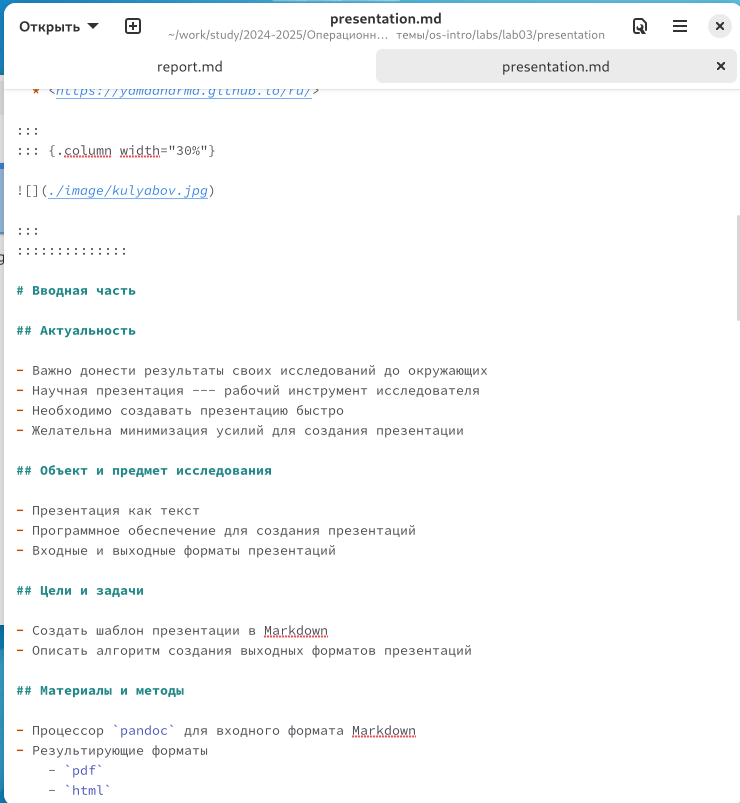 Открыть
presentation.md
~/work/study/2024-2025/Операционн… темы/os-intro/labs/lab03/presentation
report.md
presentation.md
* <https://yamadharma.github.io/ru/>
:::
::: {.column width="30%"}
![](./image/kulyabov.jpg)
:::
::::::::::::::
# Вводная часть
## Актуальность
- Важно донести результаты своих исследований до окружающих
- Научная презентация --- рабочий инструмент исследователя
- Необходимо создавать презентацию быстро
- Желательна минимизация усилий для создания презентации
## Объект и предмет исследования
- Презентация как текст
- Программное обеспечение для создания презентаций
- Входные и выходные форматы презентаций
## Цели и задачи
- Создать шаблон презентации в Markdown
- Описать алгоритм создания выходных форматов презентаций
## Материалы и методы
- Процессор `pandoc` для входного формата Markdown
- Результирующие форматы
- `pdf`
- `html`